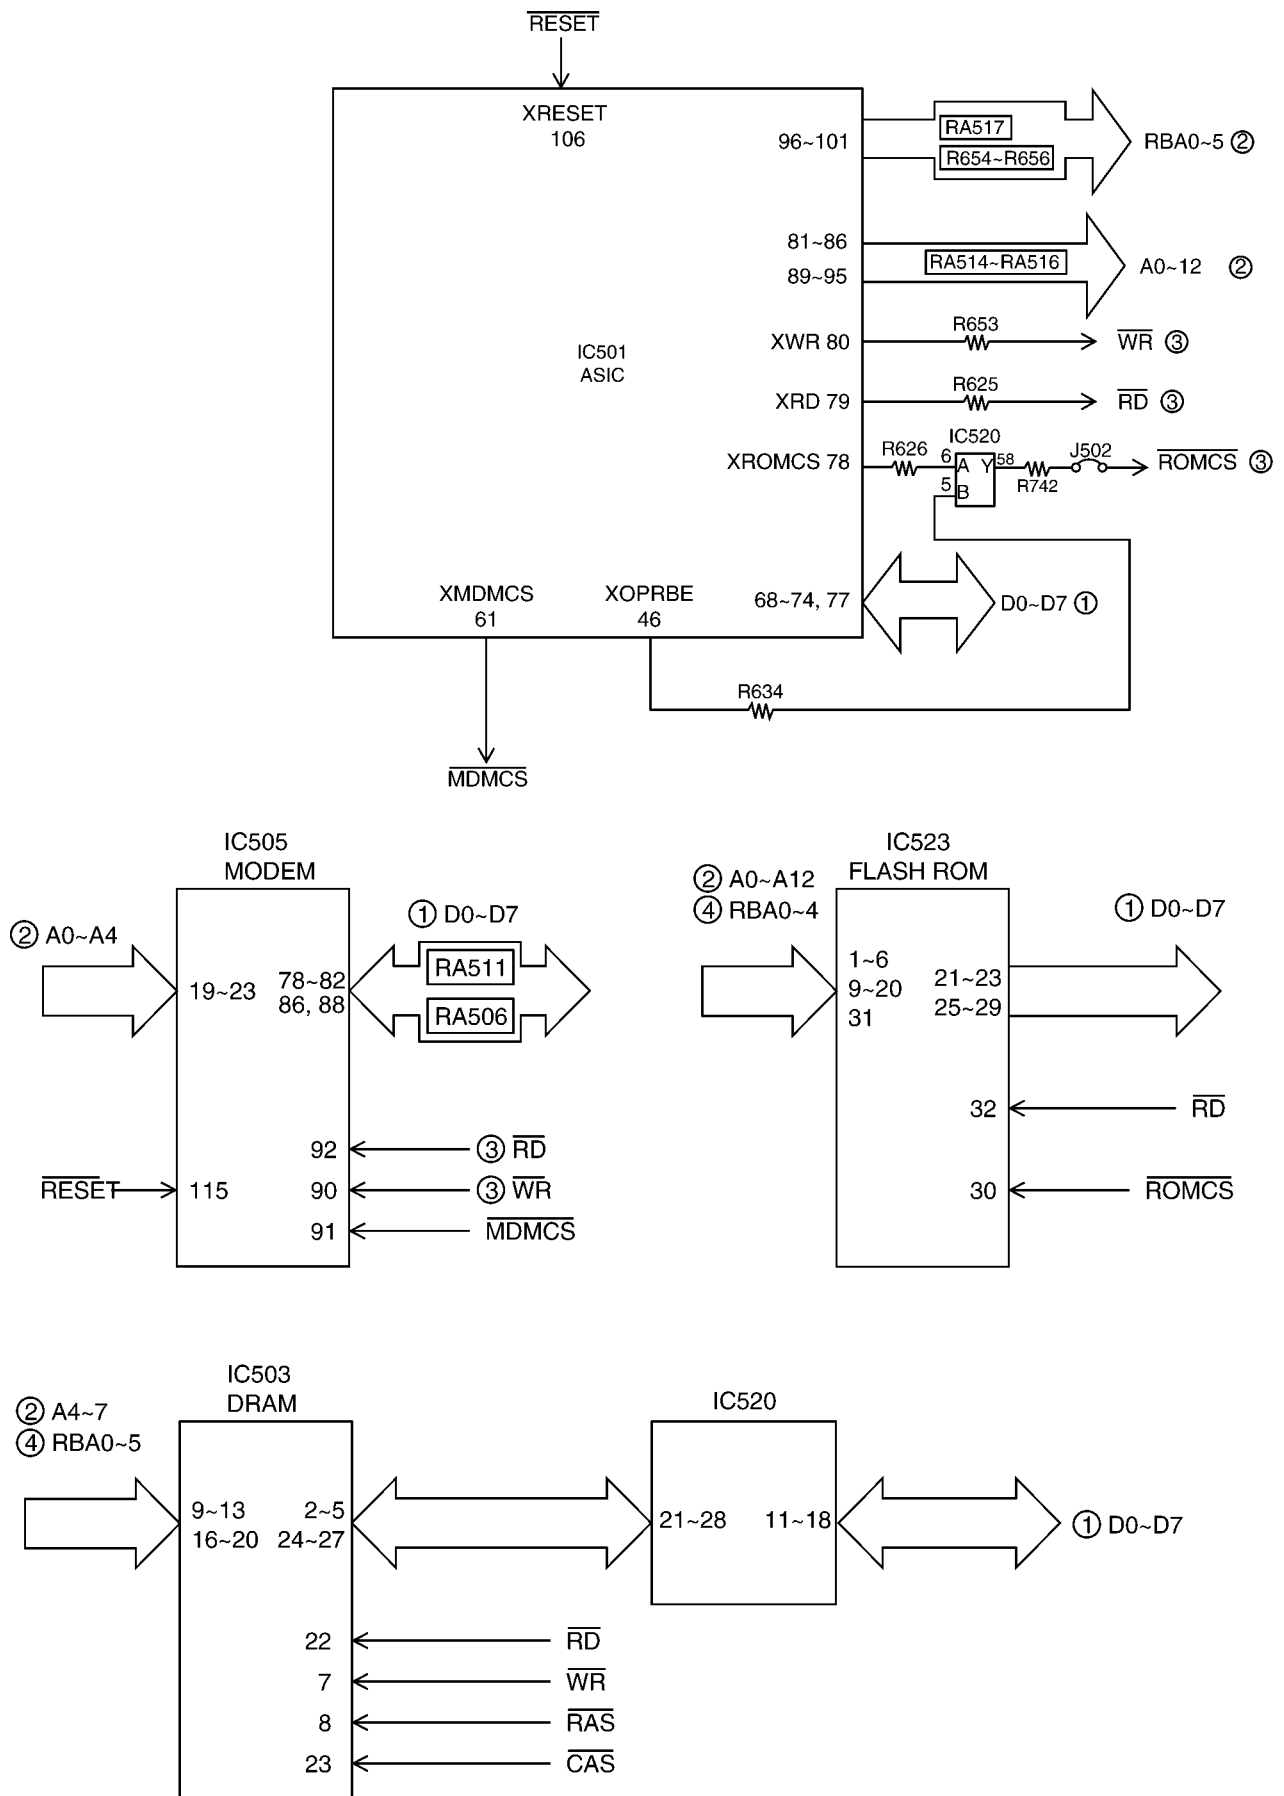 RESET
XRESET
106
96~101
RA517
R654~R656
RBA0~5 ②
81~86
89~95
RA514~RA516
A0~12 ②
IC501
ASIC
XWR 80
R653
WR ③
XRD 79
R625
RD ③
XROMCS 78
R626
IC520
6
A
Y
58
5
B
R742
J502
ROMCS ③
XMDMCS
61
XOPRBE
46
68~74, 77
D0~D7 ①
R634
MDMCS
IC505
MODEM
② A0~A4
19~23
78~82
86, 88
① D0~D7
RA511
RA506
92
③ RD
RESET
115
90
③ WR
91
MDMCS
IC523
FLASH ROM
② A0~A12
④ RBA0~4
1~6
9~20
31
21~23
25~29
① D0~D7
32
RD
30
ROMCS
IC503
DRAM
② A4~7
④ RBA0~5
9~13
16~20
2~5
24~27
IC520
21~28
11~18
① D0~D7
22
RD
7
WR
8
RAS
23
CAS